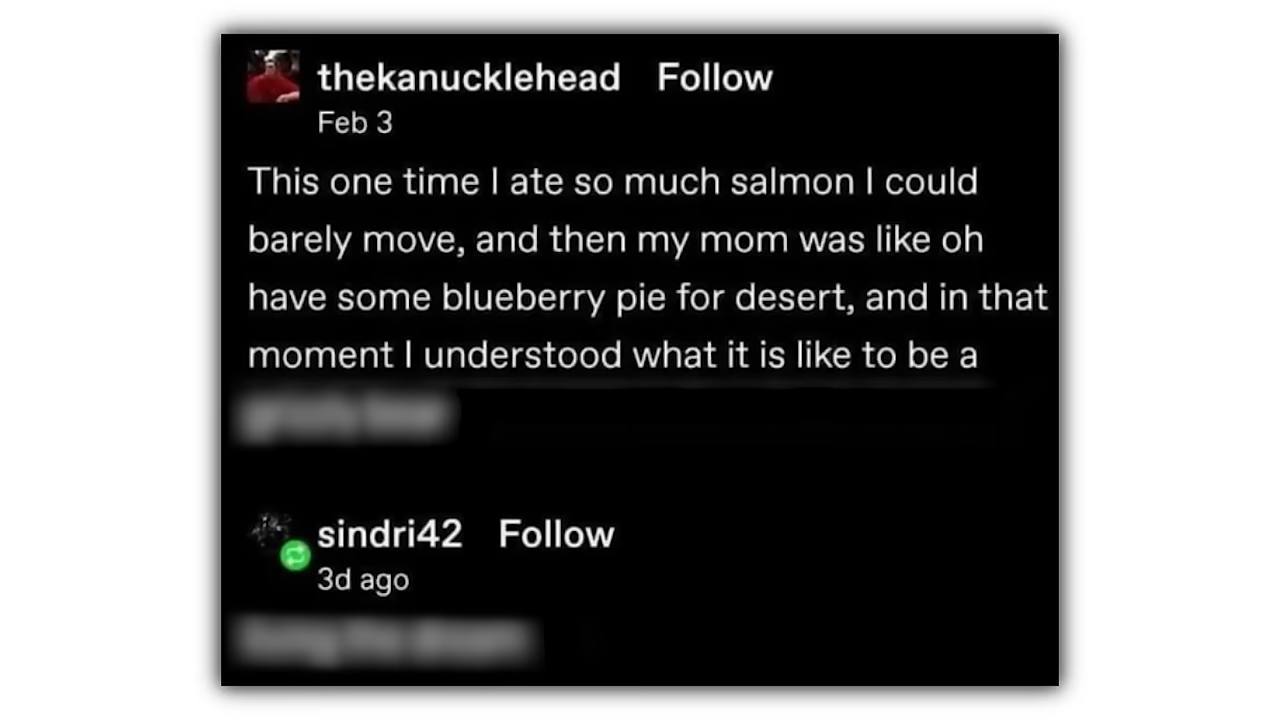 thekanucklehead Follow
Feb 3
This one time I ate so much salmon I could
barely move, and then my mom was like oh
have some blueberry pie for desert, and in that
moment I understood what it is like to be a
sindri42 Follow
3d ago